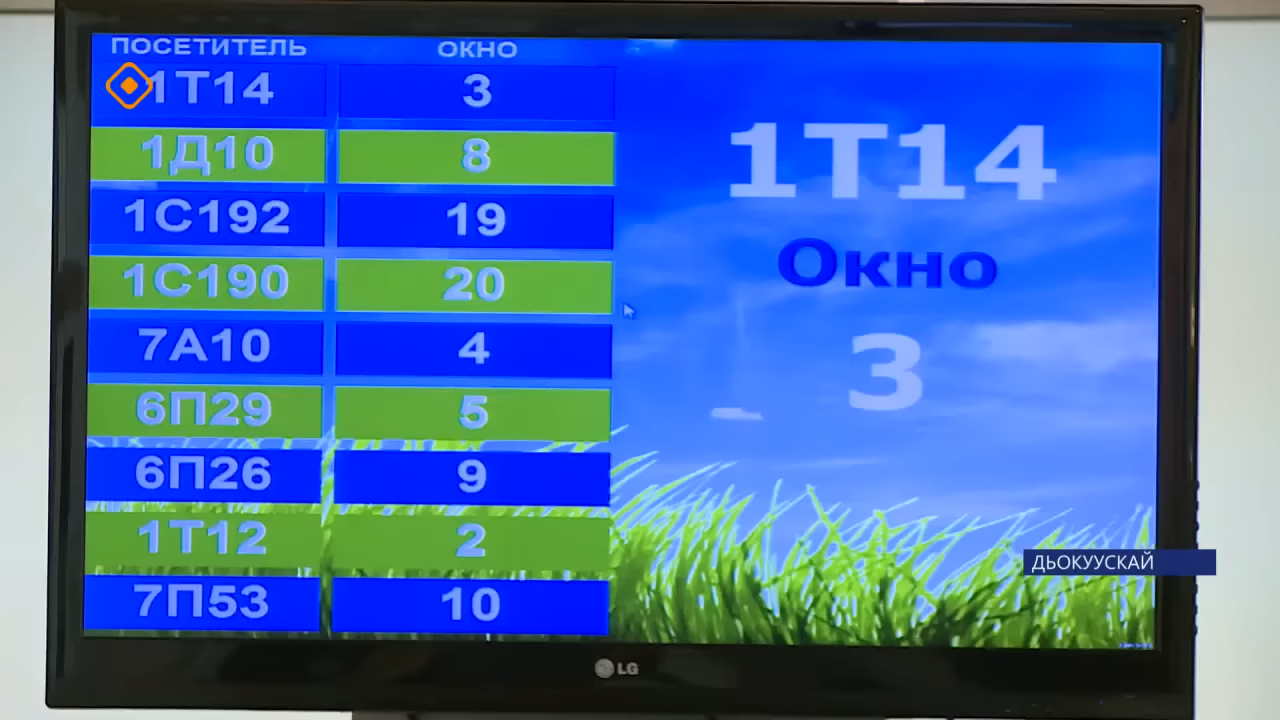 ПОСЕТИТЕЛЬ ОКНО
1Т14 3
1Д10 8
1С192 19
1С190 20
7А10 4
6П29 5
6П26 9
1Т12 2
7П53 10
1Т14
Окно
3
ДЬОКУУСКАЙ
LG